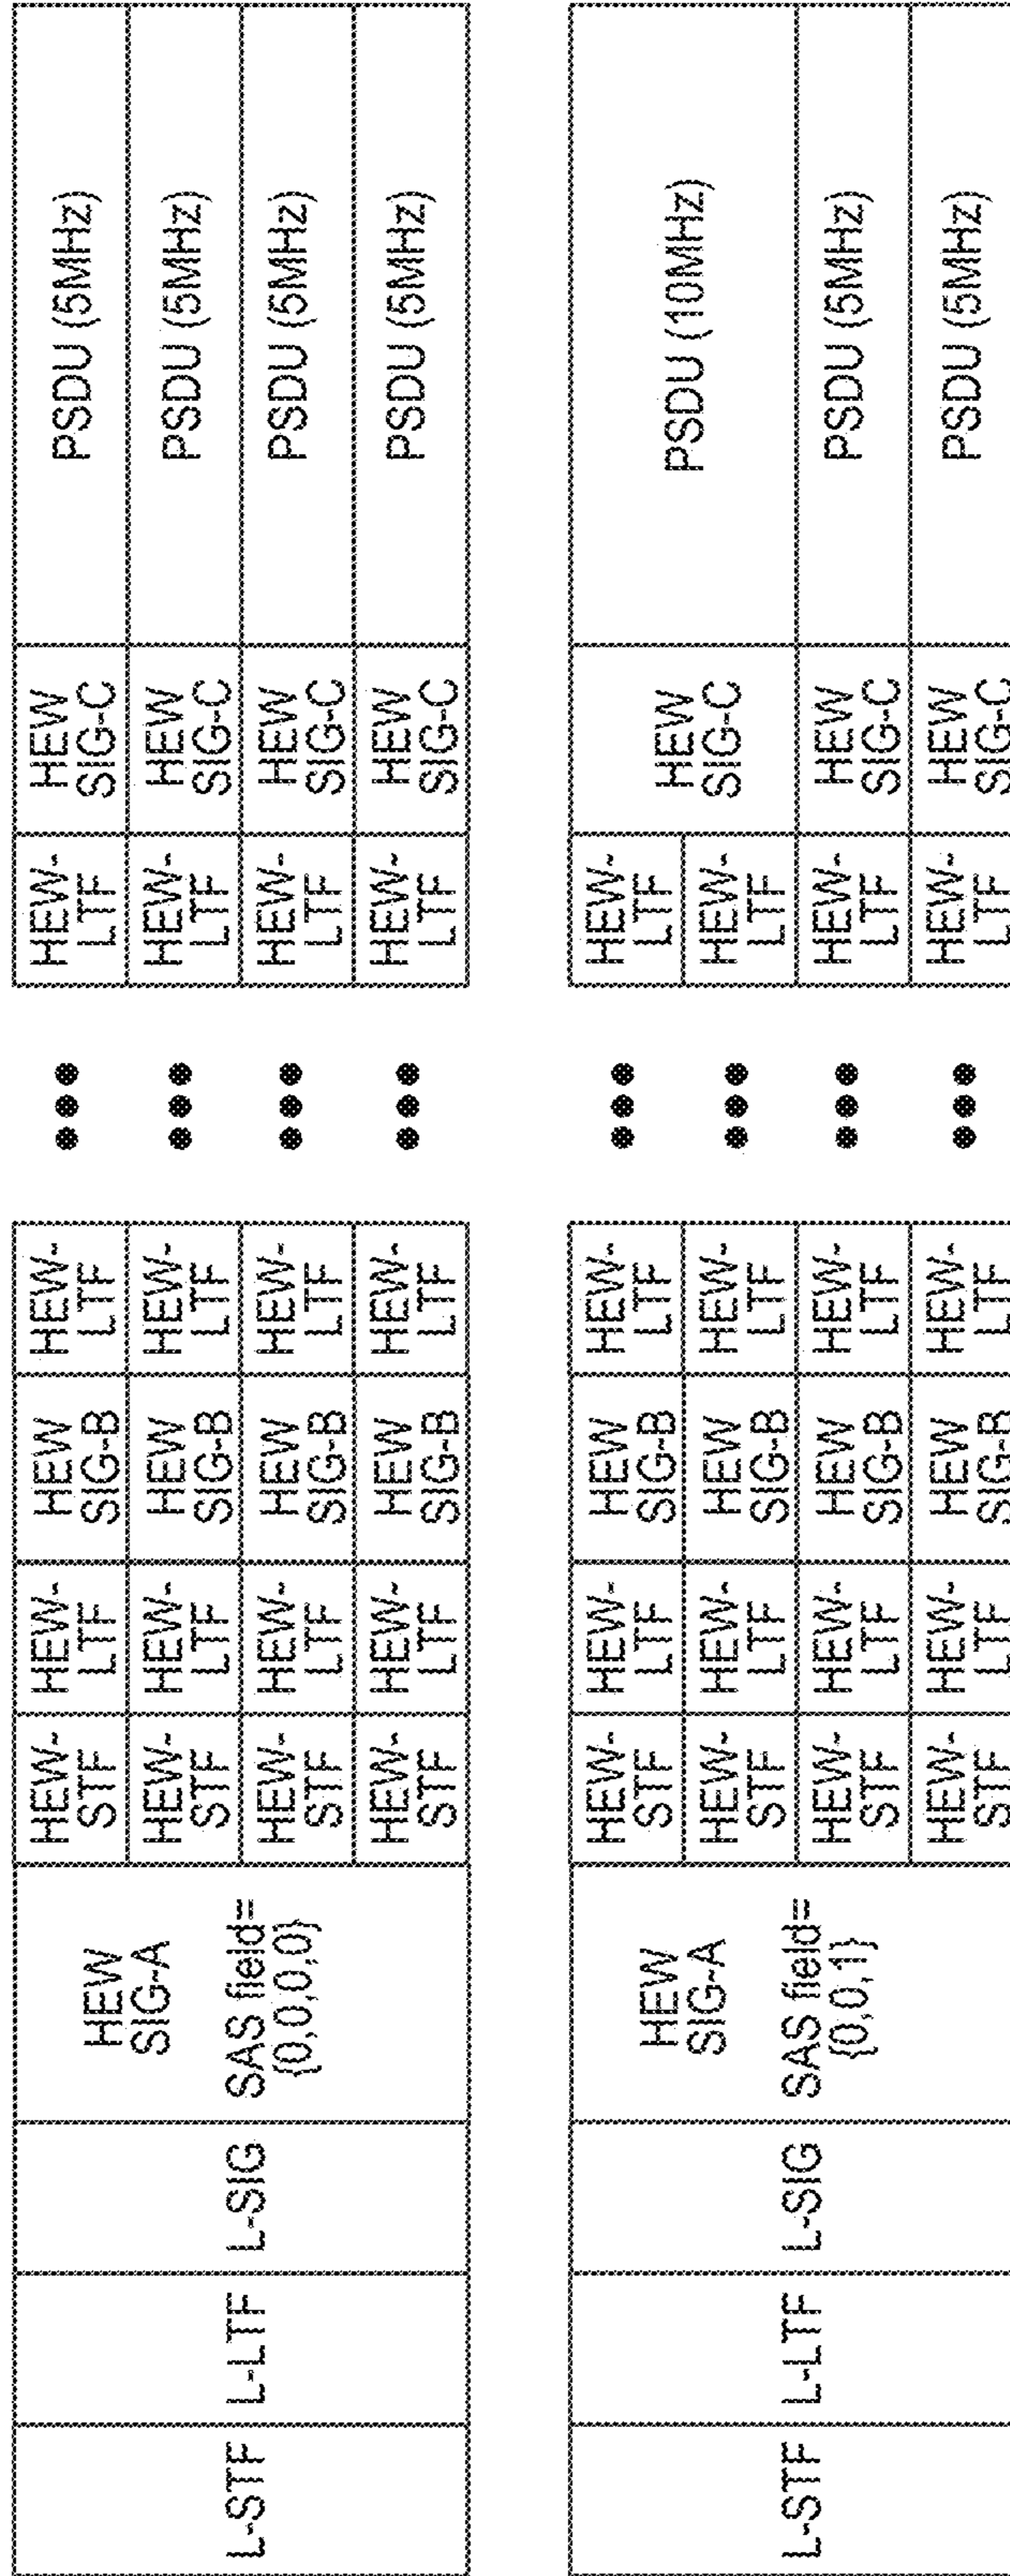 L-STF
L-LTF
L-SIG
HEW
SIG-A
SAS field=
{0,0,0,0}
HEW-
STF
HEW-
LTF
HEW
SIG-B
HEW-
LTF
HEW-
LTF
HEW
SIG-C
PSDU (5MHz)
HEW-
STF
HEW-
LTF
HEW
SIG-B
HEW-
LTF
HEW-
LTF
HEW
SIG-C
PSDU (5MHz)
HEW-
STF
HEW-
LTF
HEW
SIG-B
HEW-
LTF
HEW-
LTF
HEW
SIG-C
PSDU (5MHz)
HEW-
STF
HEW-
LTF
HEW
SIG-B
HEW-
LTF
HEW-
LTF
HEW
SIG-C
PSDU (5MHz)
L-STF
L-LTF
L-SIG
HEW
SIG-A
SAS field=
{0,0,1}
HEW-
STF
HEW-
LTF
HEW
SIG-B
HEW-
LTF
HEW-
LTF
HEW
SIG-C
PSDU (10MHz)
HEW-
STF
HEW-
LTF
HEW
SIG-B
HEW-
LTF
HEW-
LTF
HEW-
STF
HEW-
LTF
HEW
SIG-B
HEW-
LTF
HEW-
LTF
HEW
SIG-C
PSDU (5MHz)
HEW-
STF
HEW-
LTF
HEW
SIG-B
HEW-
LTF
HEW-
LTF
HEW
SIG-C
PSDU (5MHz)